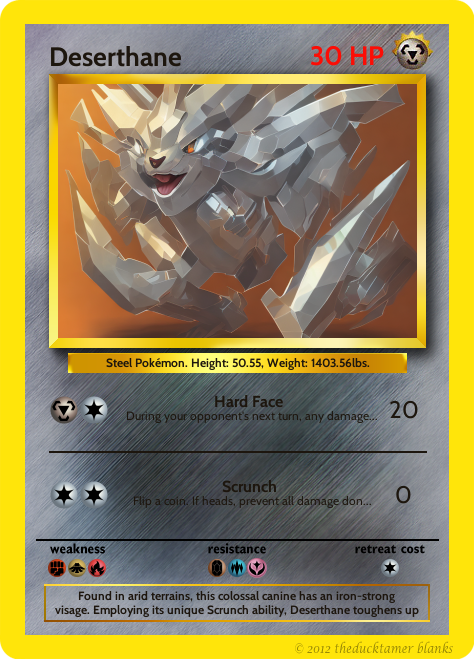 Deserthane
30 HP
Steel Pokémon. Height: 50.55, Weight: 1403.56lbs.
Hard Face
During your opponent's next turn, any damage...
20
Scrunch
Flip a coin. If heads, prevent all damage don...
0
weakness
resistance
retreat cost
Found in arid terrains, this colossal canine has an iron-strong
visage. Employing its unique Scrunch ability, Deserthane toughens up
© 2012 theducktamer blanks